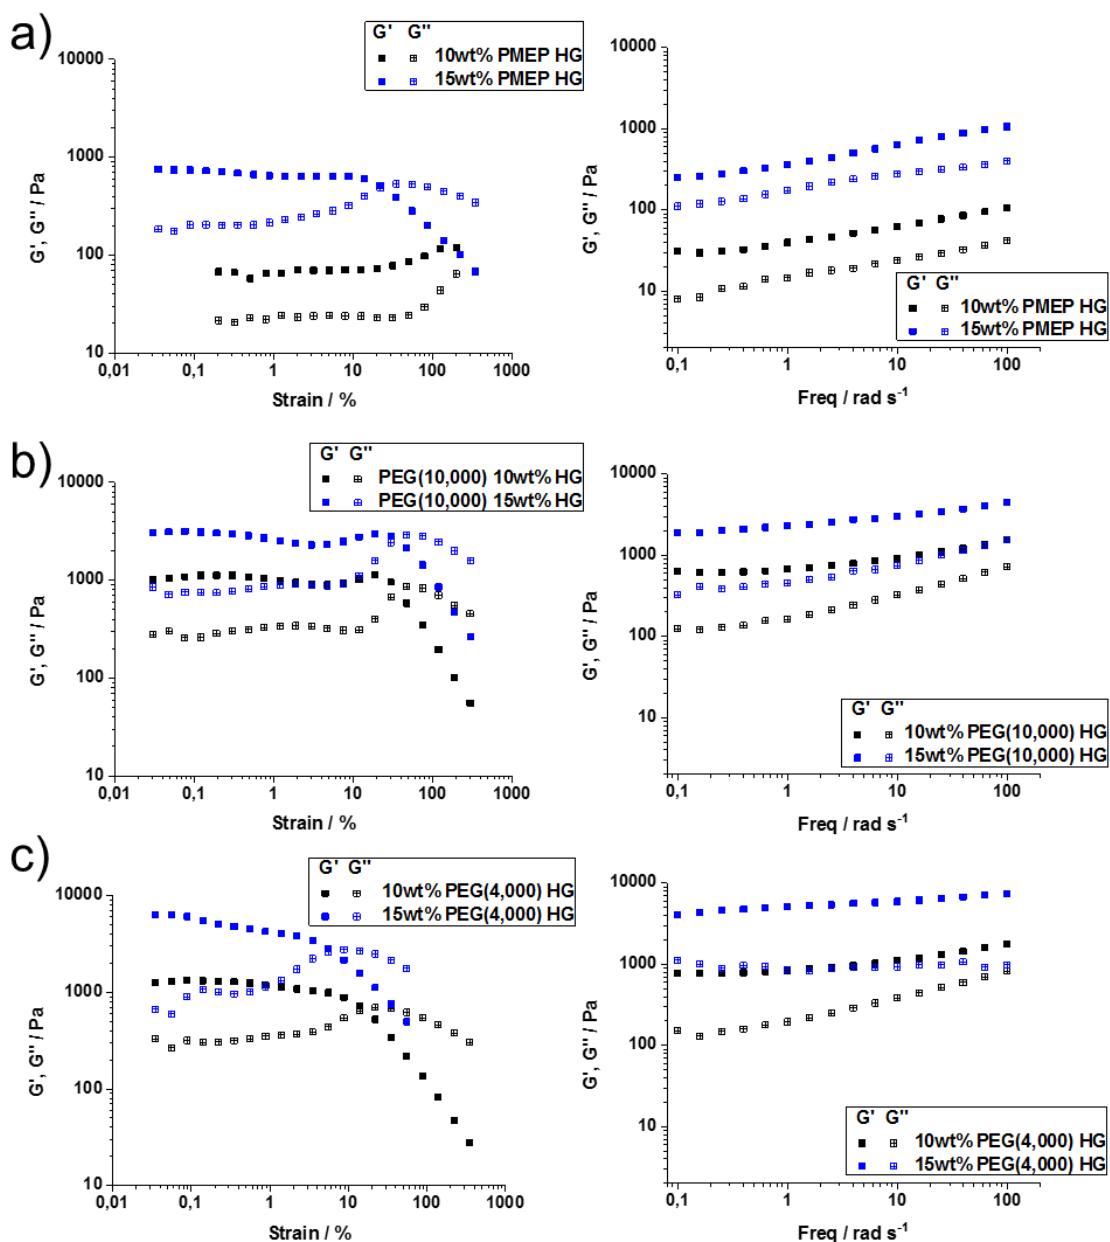 a)
G' G''
10wt% PMEP HG
15wt% PMEP HG
10000
1000
100
10
G', G'' / Pa
0,01 0,1 1 10 100 1000
Strain / %
10000
1000
100
10
G', G'' / Pa
G' G''
10wt% PMEP HG
15wt% PMEP HG
0,1 1 10 100
Freq / rad s⁻¹
b)
G' G''
PEG(10,000) 10wt% HG
PEG(10,000) 15wt% HG
10000
1000
100
10
G', G'' / Pa
0,01 0,1 1 10 100 1000
Strain / %
10000
1000
100
10
G', G'' / Pa
G' G''
10wt% PEG(10,000) HG
15wt% PEG(10,000) HG
0,1 1 10 100
Freq / rad s⁻¹
c)
G' G''
10wt% PEG(4,000) HG
15wt% PEG(4,000) HG
10000
1000
100
10
G', G'' / Pa
0,01 0,1 1 10 100 1000
Strain / %
10000
1000
100
10
G', G'' / Pa
G' G''
10wt% PEG(4,000) HG
15wt% PEG(4,000) HG
0,1 1 10 100
Freq / rad s⁻¹